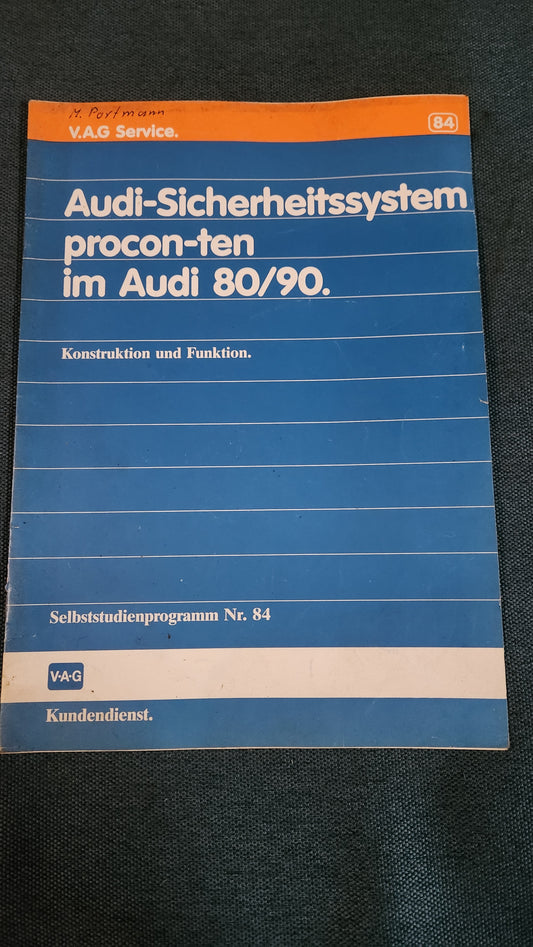 M. Portmann
V.A.G Service.
84
Audi-Sicherheitssystem
procon-ten
im Audi 80/90.
Konstruktion und Funktion.
Selbststudienprogramm Nr. 84
V·A·G
Kundendienst.